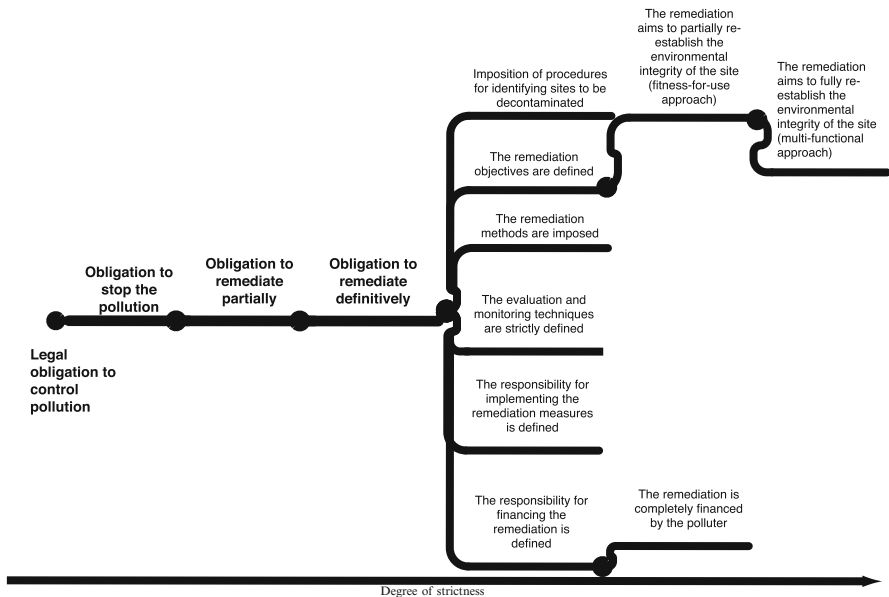 Legal
obligation to
control
pollution
Obligation to
stop the
pollution
Obligation to
remediate
partially
Obligation to
remediate
definitively
Imposition of procedures
for identifying sites to be
decontaminated
The remediation
objectives are defined
The remediation
aims to partially re-
establish the
environmental
integrity of the site
(fitness-for-use
approach)
The remediation
aims to fully re-
establish the
environmental
integrity of the site
(multi-functional
approach)
The remediation
methods are imposed
The evaluation and
monitoring techniques
are strictly defined
The responsibility for
implementing the
remediation measures
is defined
The responsibility for
financing the
remediation is
defined
The remediation is
completely financed
by the polluter
Degree of strictness